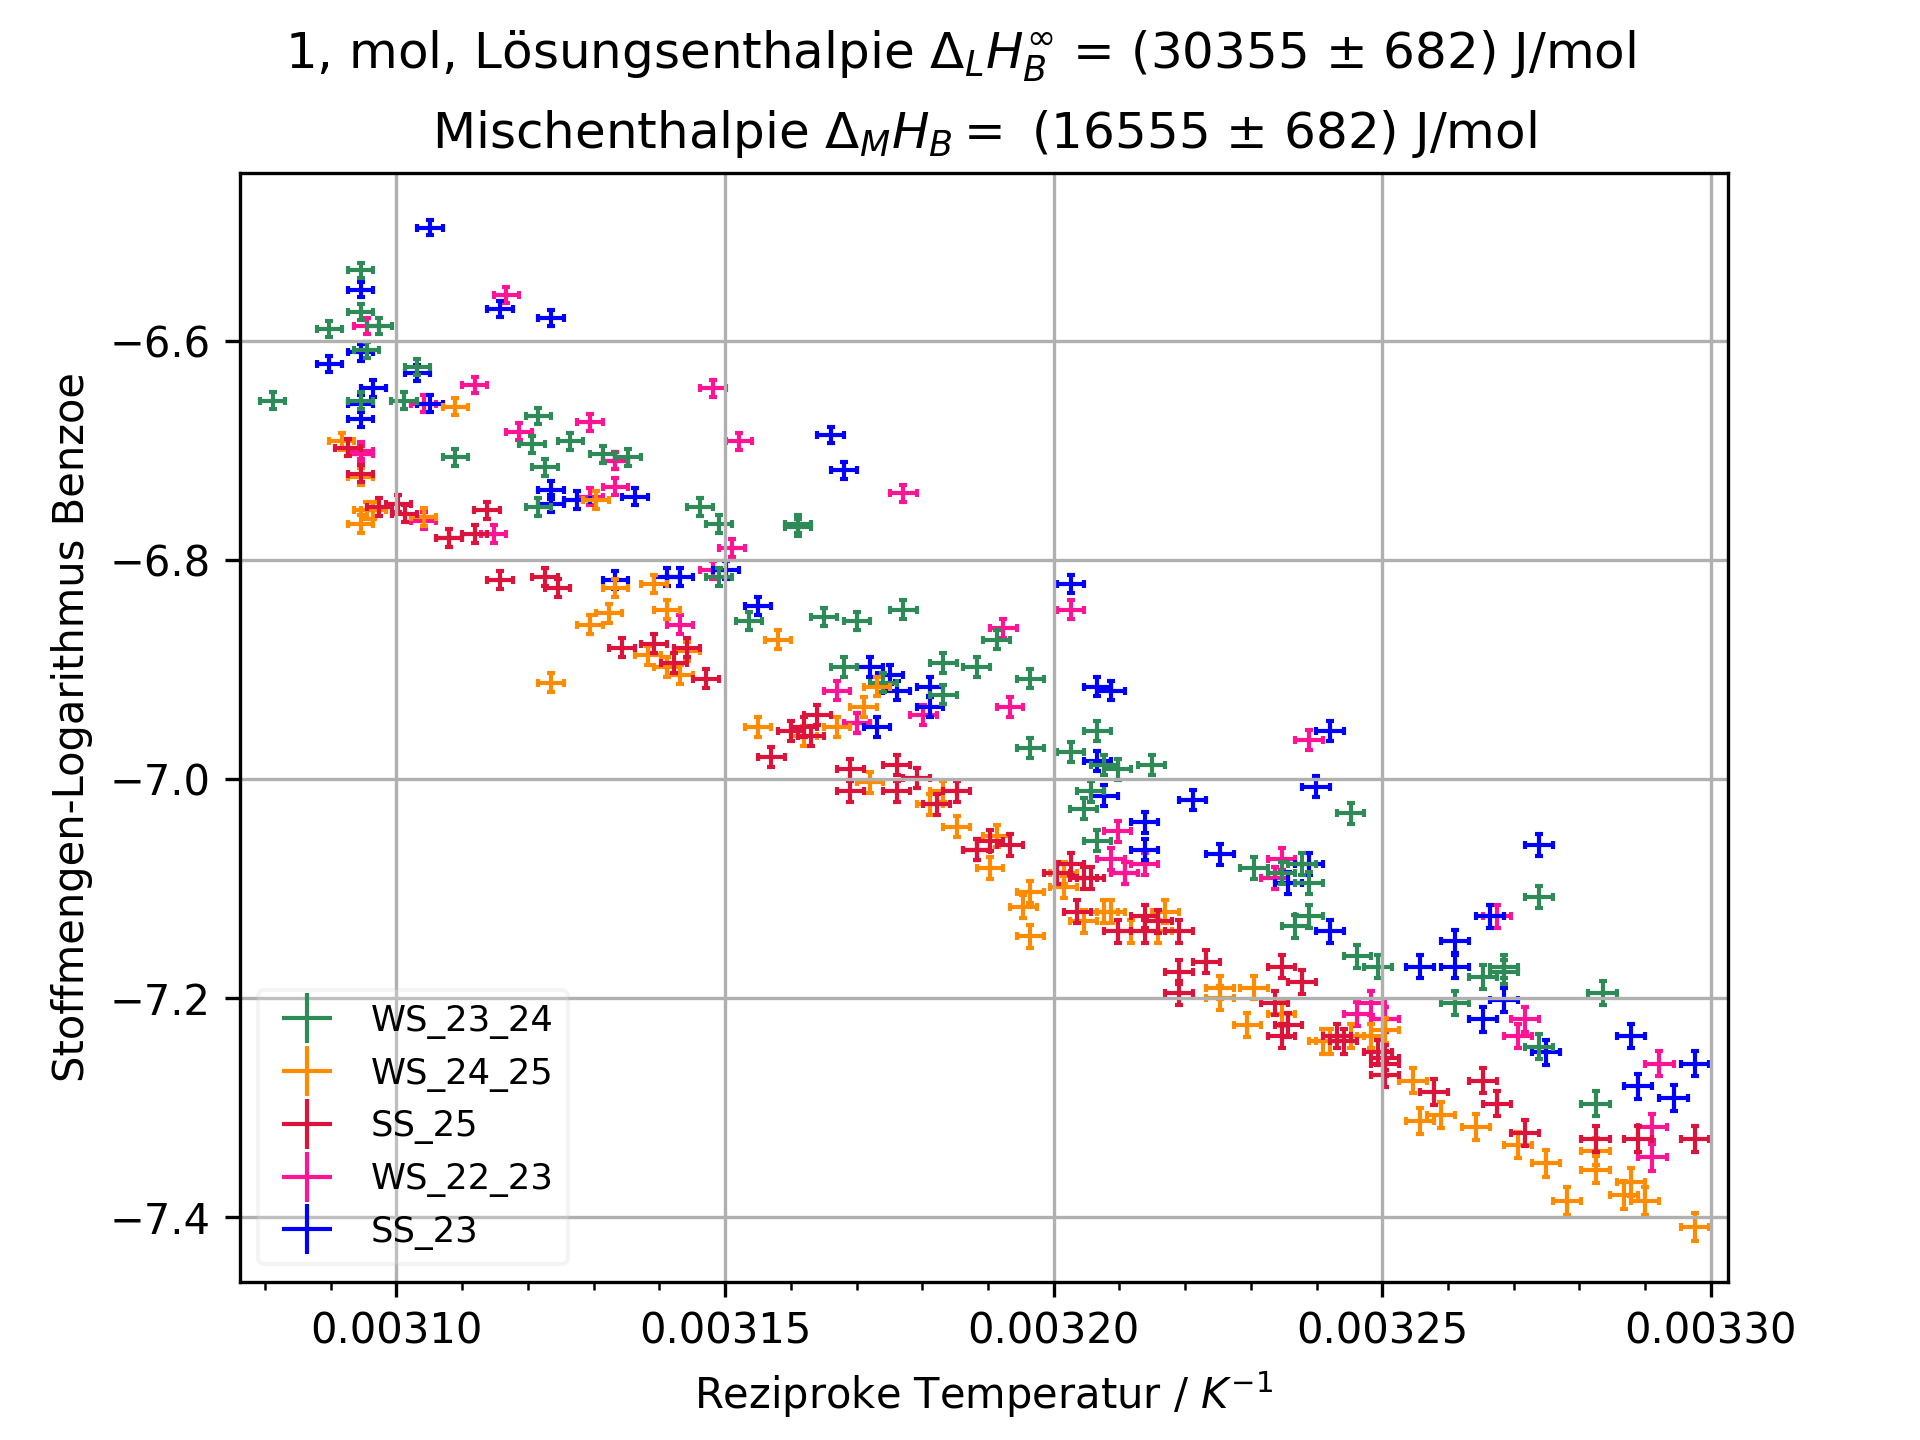 1, mol, Lösungsenthalpie Δ_L H_B^∞ = (30355 ± 682) J/mol
Mischenthalpie Δ_M H_B = (16555 ± 682) J/mol
Stoffmengen-Logarithmus Benzoe
−6.6
−6.8
−7.0
−7.2
−7.4
WS_23_24
WS_24_25
SS_25
WS_22_23
SS_23
0.00310 0.00315 0.00320 0.00325 0.00330
Reziproke Temperatur / K⁻¹